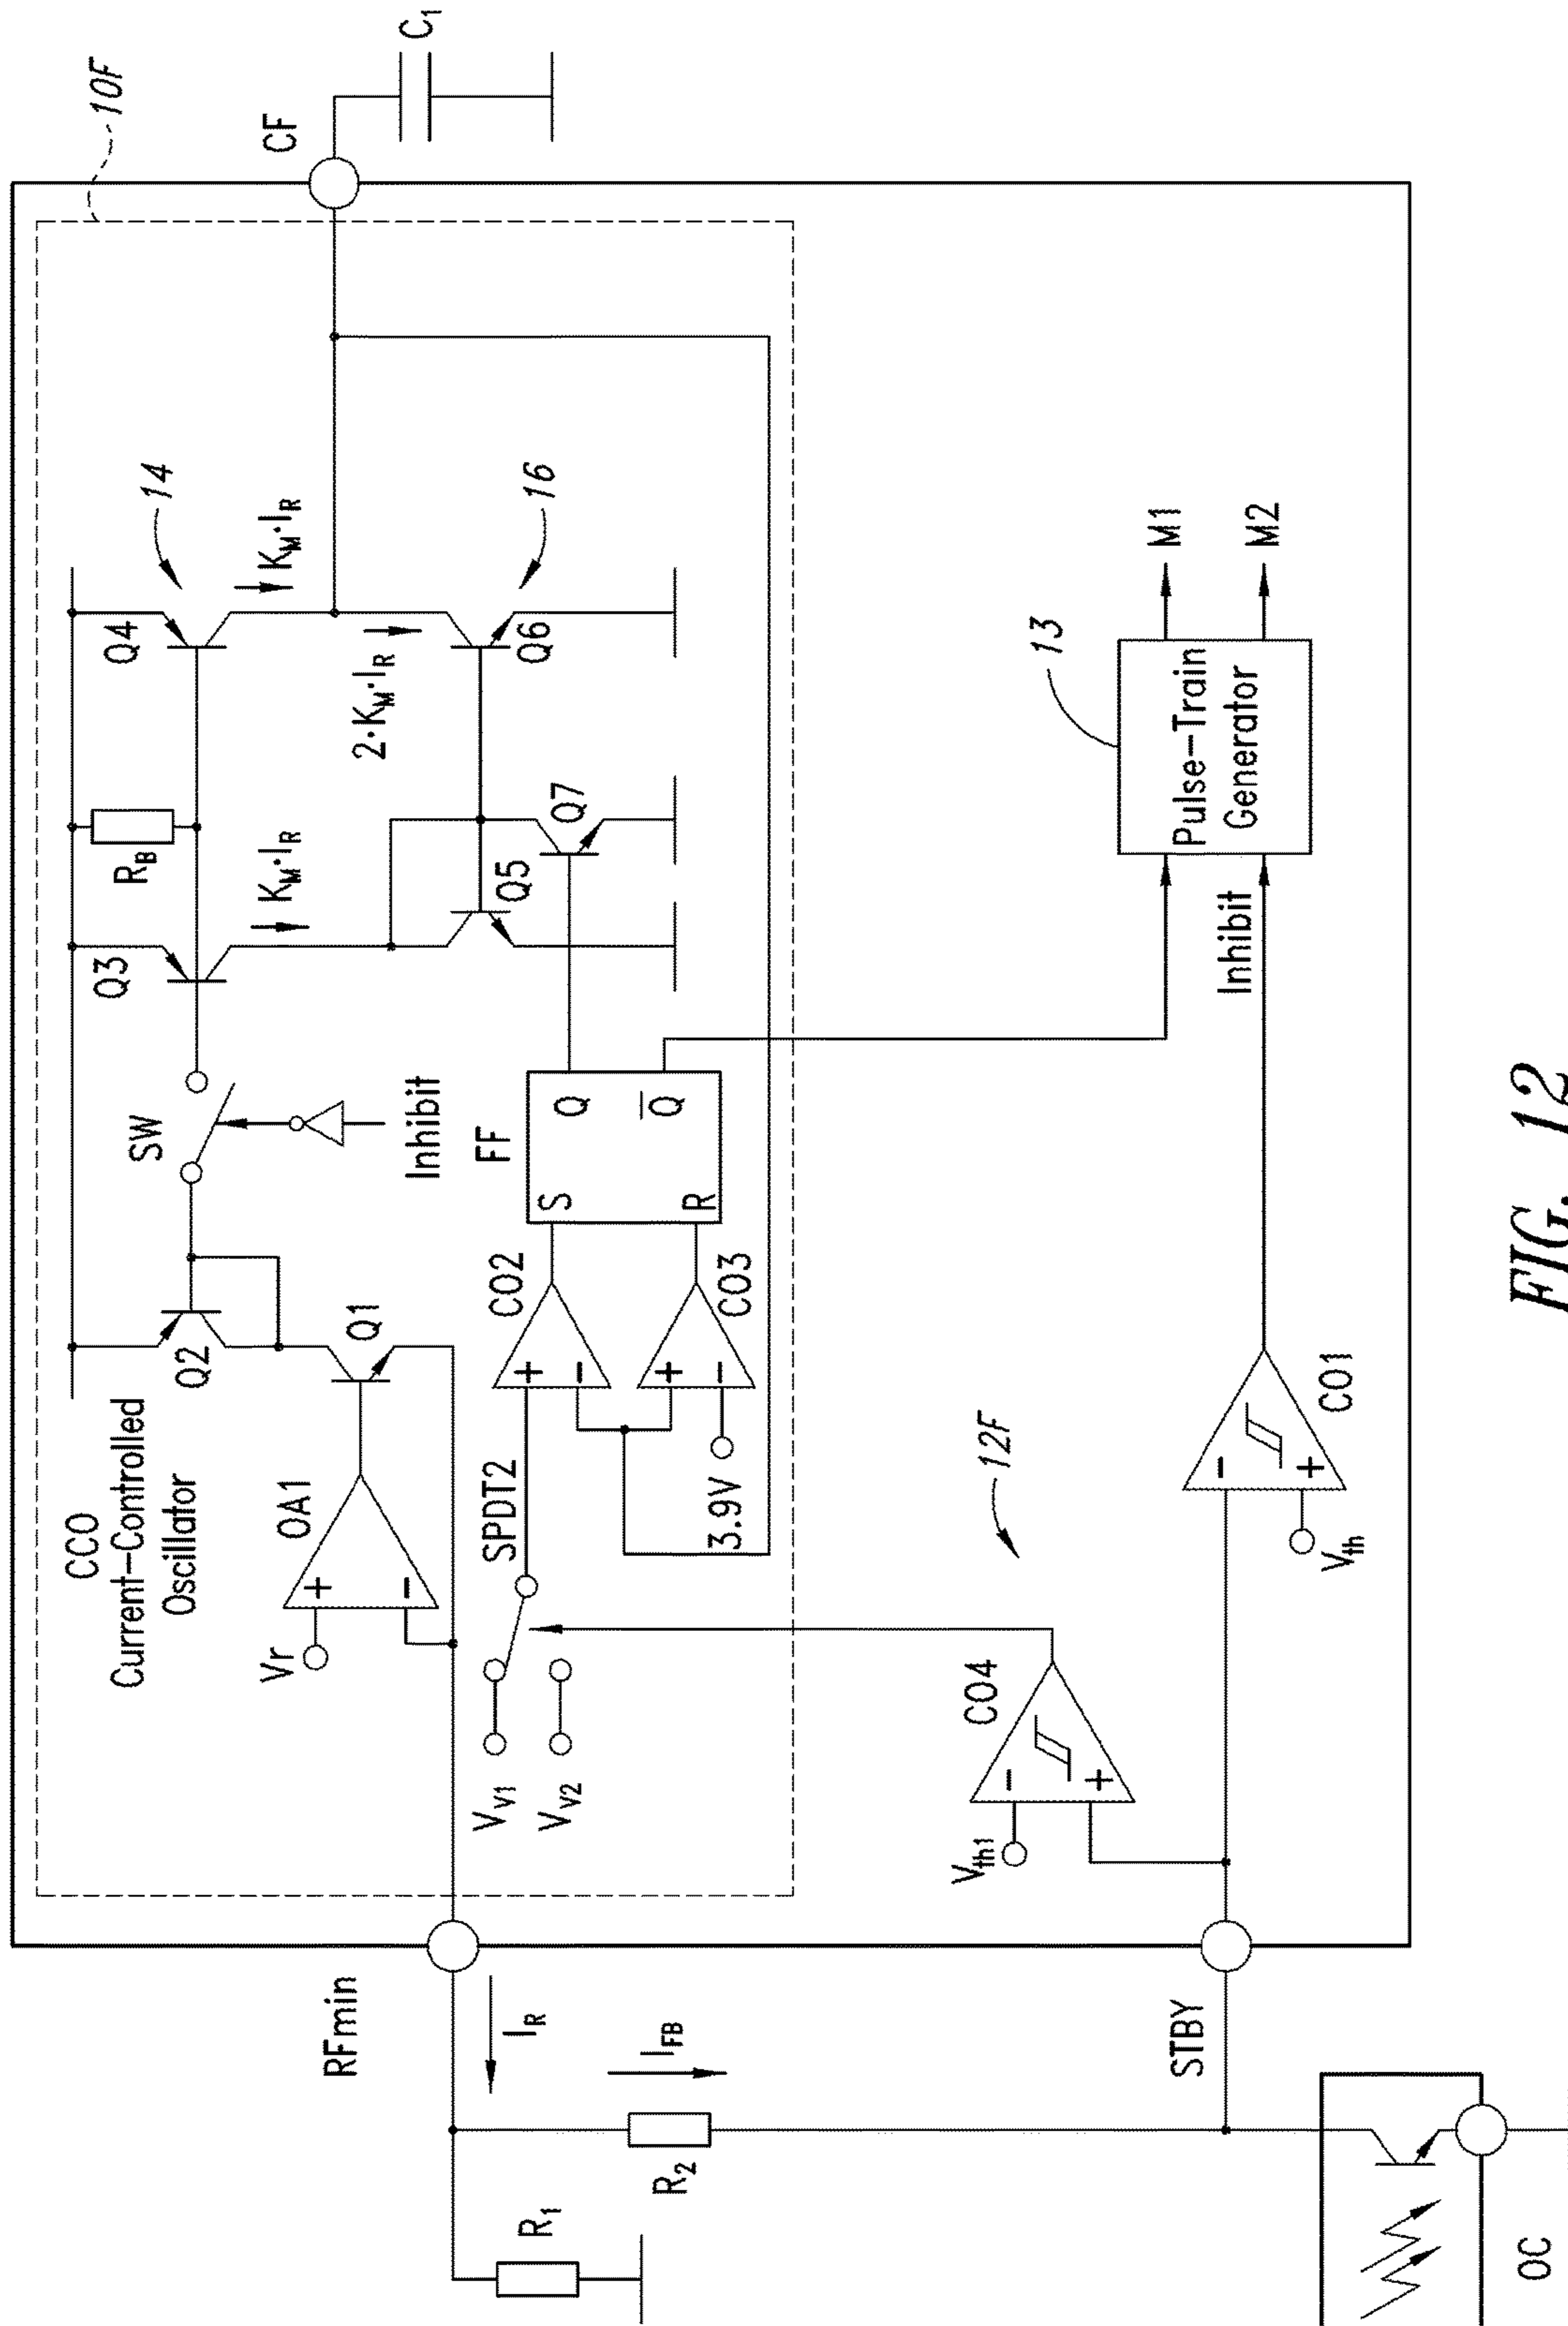 10F
CF
C1
CCO
Current-Controlled
Oscillator
Q2
SW
Q3
RB
Q4
14
KM·IR
KM·IR
Vr
OA1
Q1
Inhibit
2·KM·IR
16
Q6
Q5
Q7
SPDT2
CO2
FF
S
Q
R
Q̅
VV1
VV2
3.9V
CO3
RFmin
IR
IFB
R1
R2
12F
Vth1
CO4
13
Pulse-Train
Generator
M1
M2
Inhibit
STBY
CO1
Vth
OC
+
-
+
-
+
-
-
+
-
+
FIG. 12